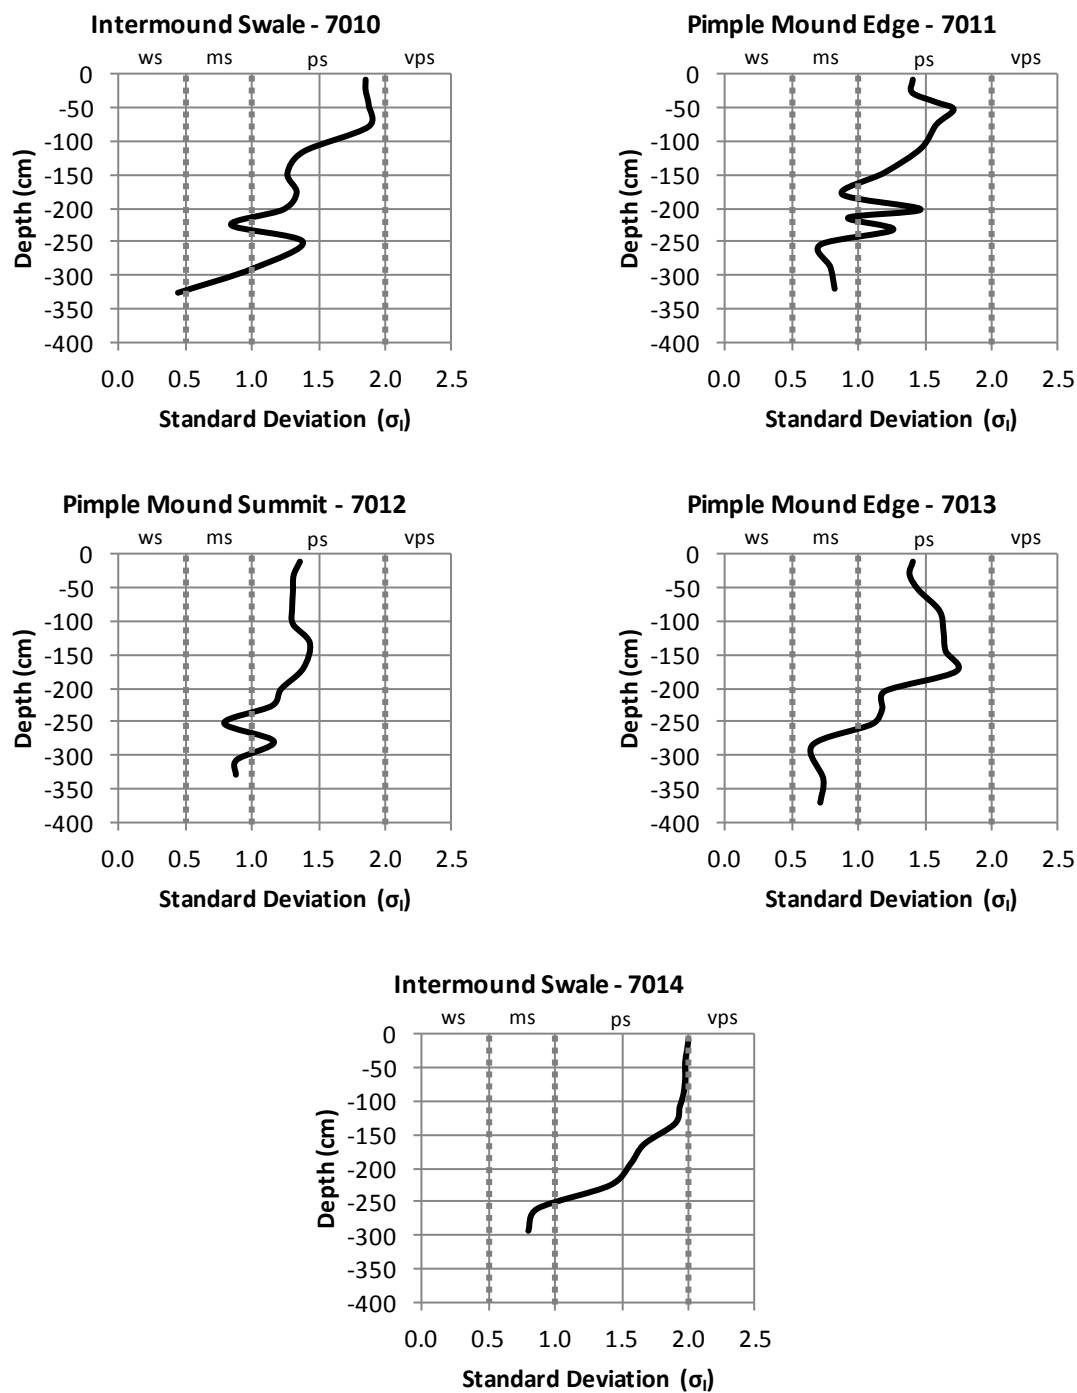 Intermound Swale - 7010
ws ms ps vps
0
-50
-100
-150
-200
-250
-300
-350
-400
Depth (cm)
0.0 0.5 1.0 1.5 2.0 2.5
Standard Deviation (σI)
Pimple Mound Edge - 7011
ws ms ps vps
0
-50
-100
-150
-200
-250
-300
-350
-400
Depth (cm)
0.0 0.5 1.0 1.5 2.0 2.5
Standard Deviation (σI)
Pimple Mound Summit - 7012
ws ms ps vps
0
-50
-100
-150
-200
-250
-300
-350
-400
Depth (cm)
0.0 0.5 1.0 1.5 2.0 2.5
Standard Deviation (σI)
Pimple Mound Edge - 7013
ws ms ps vps
0
-50
-100
-150
-200
-250
-300
-350
-400
Depth (cm)
0.0 0.5 1.0 1.5 2.0 2.5
Standard Deviation (σI)
Intermound Swale - 7014
ws ms ps vps
0
-50
-100
-150
-200
-250
-300
-350
-400
Depth (cm)
0.0 0.5 1.0 1.5 2.0 2.5
Standard Deviation (σI)